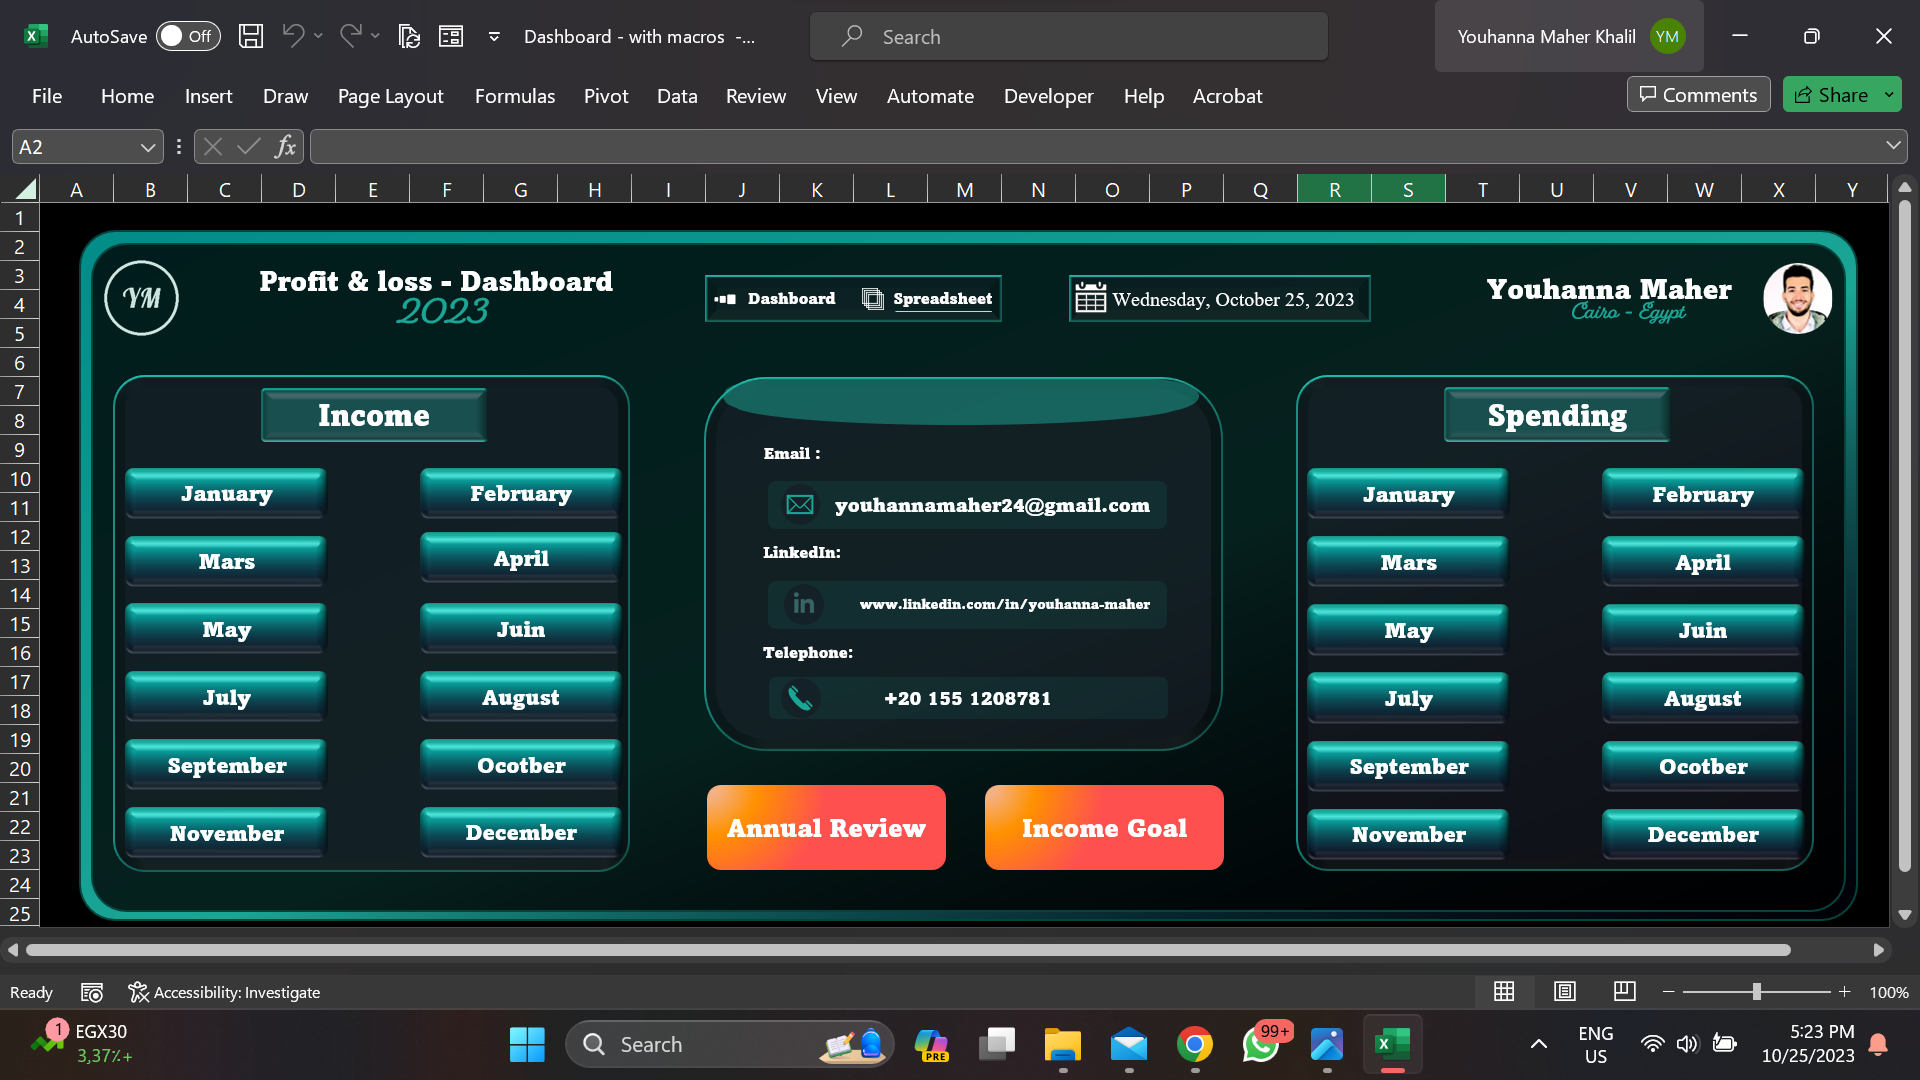 AutoSave Off Dashboard - with macros -... Search Youhanna Maher Khalil YM
File Home Insert Draw Page Layout Formulas Pivot Data Review View Automate Developer Help Acrobat Comments Share
A2 fx
A B C D E F G H I J K L M N O P Q R S T U V W X Y
1
2
3
4
5
6
7
8
9
10
11
12
13
14
15
16
17
18
19
20
21
22
23
24
25
YM
Profit & loss - Dashboard
2023
Dashboard Spreadsheet
Wednesday, October 25, 2023
Youhanna Maher
Cairo - Egypt
Income
January February
Mars April
May Juin
July August
September Ocotber
November December
Email :
youhannamaher24@gmail.com
LinkedIn:
in www.linkedin.com/in/youhanna-maher
Telephone:
+20 155 1208781
Annual Review Income Goal
Spending
January February
Mars April
May Juin
July August
September Ocotber
November December
Ready Accessibility: Investigate 100%
1 EGX30
3,37٪+
Search
PRE
99+
ENG
US
5:23 PM
10/25/2023